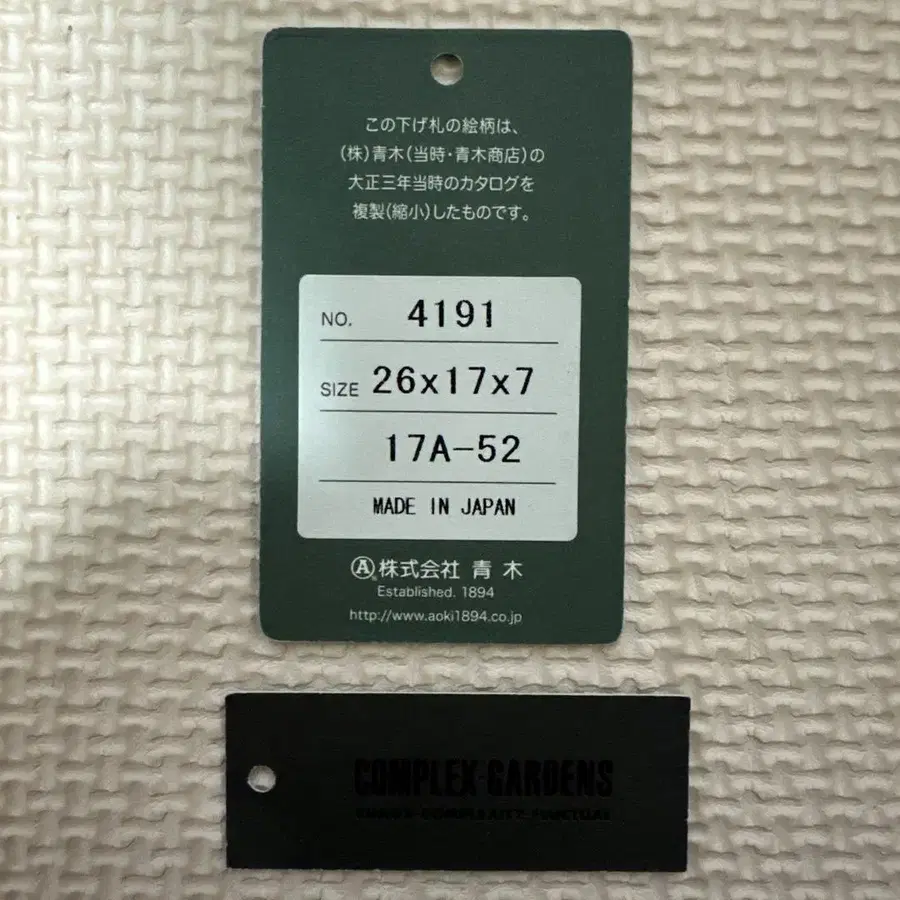 この下げ札の絵柄は、
(株)青木(当時・青木商店)の
大正三年当時のカタログを
複製(縮小)したものです。
NO. 4191
SIZE 26x17x7
17A-52
MADE IN JAPAN
Ⓐ株式会社 青木
Established. 1894
http://www.aoki1894.co.jp
COMPLEX-GARDENS